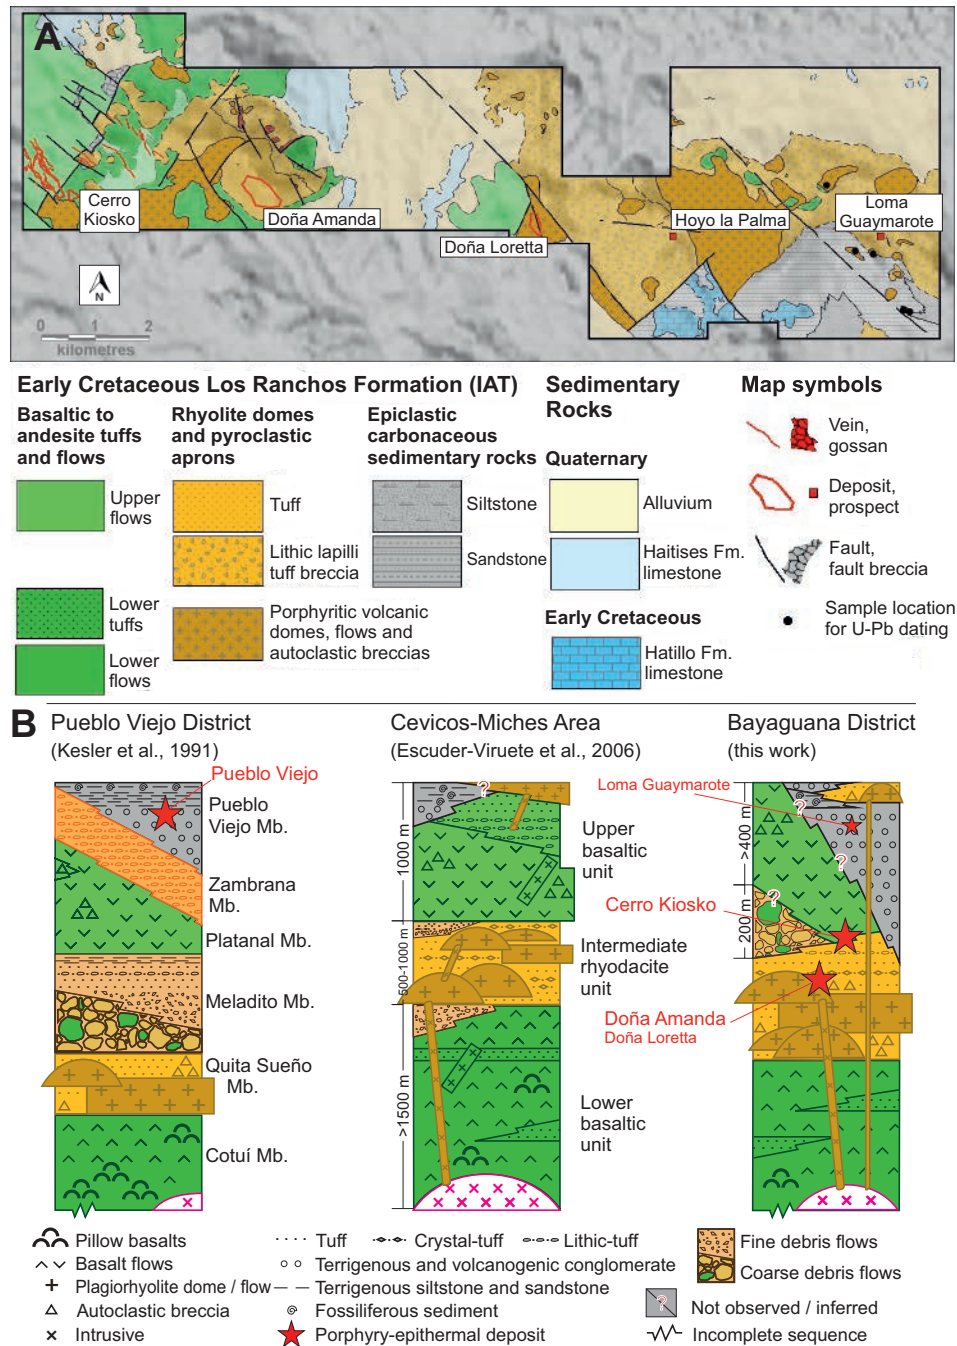 A
Cerro
Kiosko
Doña Amanda
Doña Loretta
Hoyo la Palma
Loma
Guaymarote
N
0 1 2
kilometres
Early Cretaceous Los Ranchos Formation (IAT)
Basaltic to
andesite tuffs
and flows
Upper
flows
Lower
tuffs
Lower
flows
Rhyolite domes
and pyroclastic
aprons
Tuff
Lithic lapilli
tuff breccia
Porphyritic volcanic
domes, flows and
autoclastic breccias
Epiclastic
carbonaceous
sedimentary rocks
Siltstone
Sandstone
Sedimentary
Rocks
Quaternary
Alluvium
Haitises Fm.
limestone
Early Cretaceous
Hatillo Fm.
limestone
Map symbols
Vein,
gossan
Deposit,
prospect
Fault,
fault breccia
Sample location
for U-Pb dating
B
Pueblo Viejo District
(Kesler et al., 1991)
Pueblo Viejo
Pueblo
Viejo Mb.
Zambrana
Mb.
Platanal Mb.
Meladito Mb.
Quita Sueño
Mb.
Cotuí Mb.
Cevicos-Miches Area
(Escuder-Viruete et al., 2006)
?
1000 m
500-1000 m
>1500 m
Upper
basaltic
unit
Intermediate
rhyodacite
unit
Lower
basaltic
unit
Bayaguana District
(this work)
Loma Guaymarote
>400 m
200 m
?
?
?
Cerro Kiosko
Doña Amanda
Doña Loretta
Pillow basalts
Basalt flows
Plagiorhyolite dome / flow
Autoclastic breccia
Intrusive
Tuff
Crystal-tuff
Lithic-tuff
Terrigenous and volcanogenic conglomerate
Terrigenous siltstone and sandstone
Fossiliferous sediment
Porphyry-epithermal deposit
Fine debris flows
Coarse debris flows
?
Not observed / inferred
Incomplete sequence